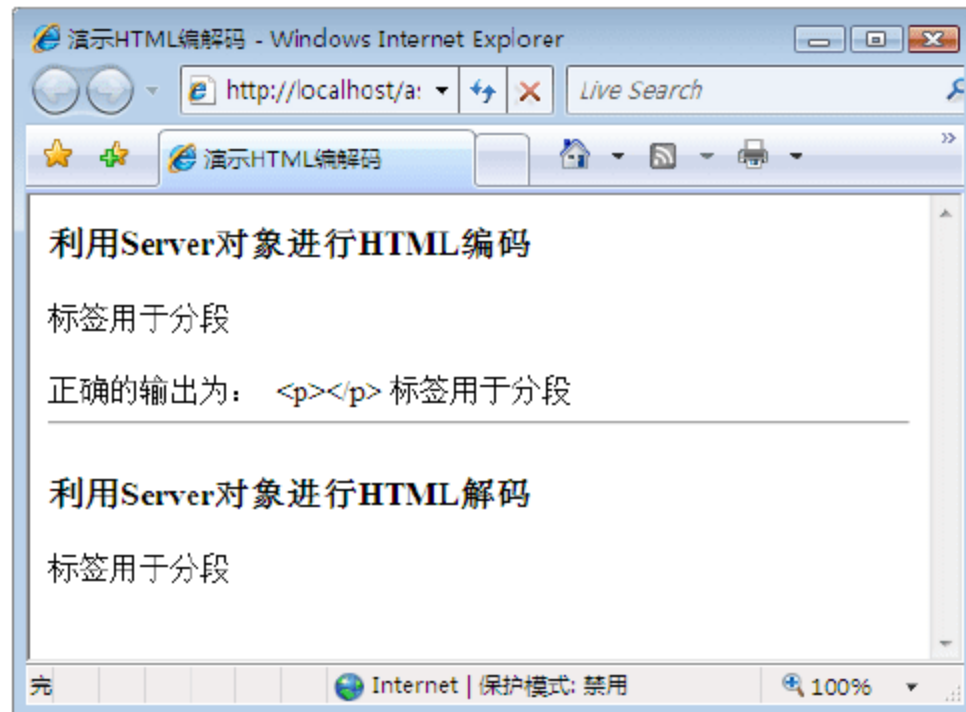 演示HTML编解码 - Windows Internet Explorer
http://localhost/a
Live Search
演示HTML编解码
利用Server对象进行HTML编码
标签用于分段
正确的输出为： <p></p> 标签用于分段
利用Server对象进行HTML解码
标签用于分段
完
Internet | 保护模式: 禁用
100%